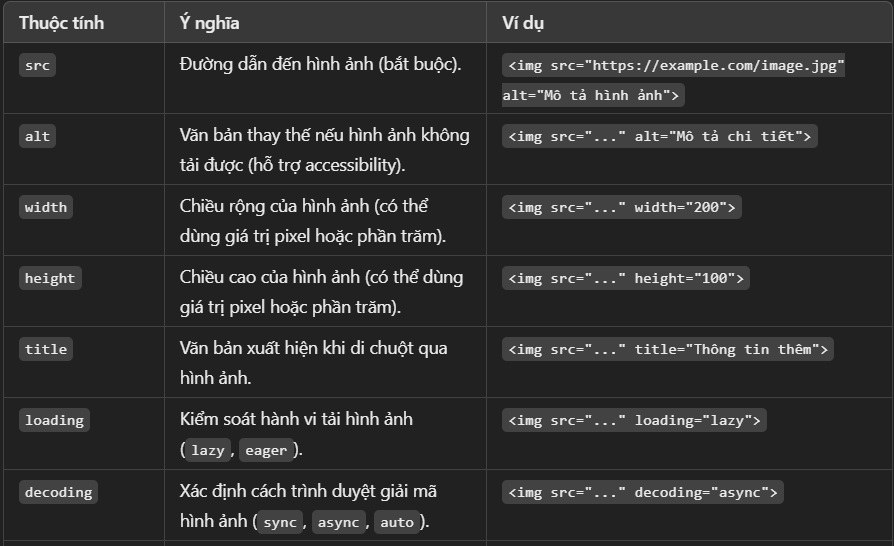 Thuộc tính Ý nghĩa Ví dụ
src Đường dẫn đến hình ảnh (bắt buộc). <img src="https://example.com/image.jpg"
alt="Mô tả hình ảnh">
alt Văn bản thay thế nếu hình ảnh không <img src="..." alt="Mô tả chi tiết">
tải được (hỗ trợ accessibility).
width Chiều rộng của hình ảnh (có thể <img src="..." width="200">
dùng giá trị pixel hoặc phần trăm).
height Chiều cao của hình ảnh (có thể dùng <img src="..." height="100">
giá trị pixel hoặc phần trăm).
title Văn bản xuất hiện khi di chuột qua <img src="..." title="Thông tin thêm">
hình ảnh.
loading Kiểm soát hành vi tải hình ảnh <img src="..." loading="lazy">
(lazy, eager).
decoding Xác định cách trình duyệt giải mã <img src="..." decoding="async">
hình ảnh (sync, async, auto).